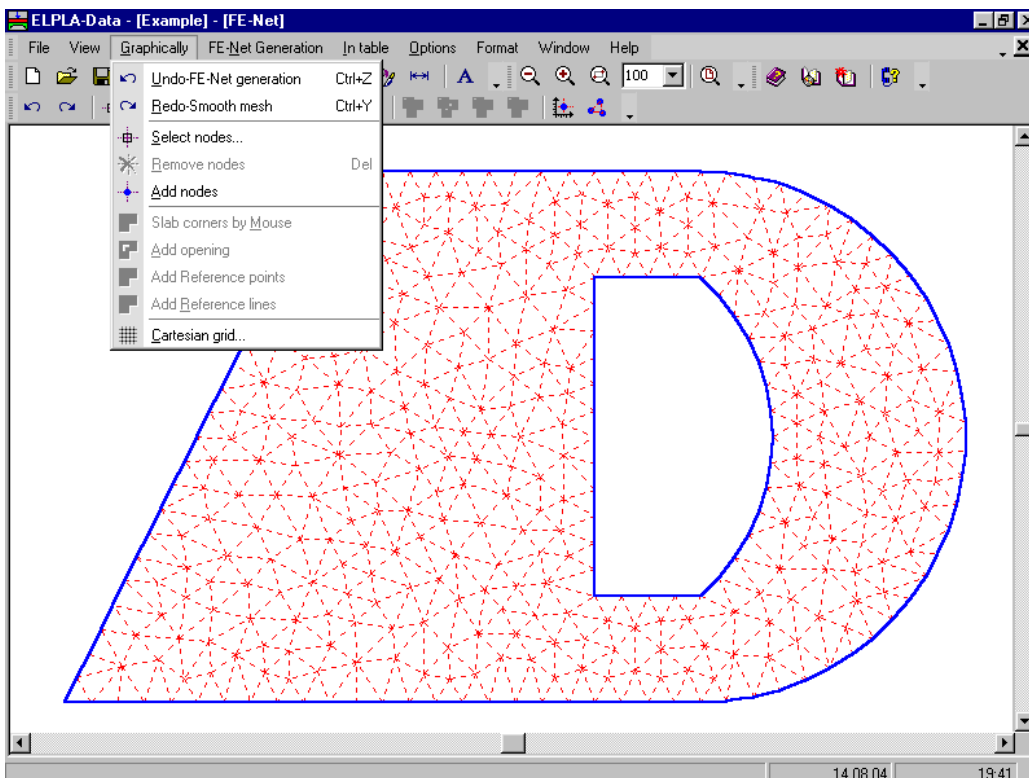 ELPLA-Data - [Example] - [FE-Net]
File View Graphically FE-Net Generation In table Options Format Window Help
A 100
Undo-FE-Net generation Ctrl+Z
Redo-Smooth mesh Ctrl+Y
Select nodes...
Remove nodes Del
Add nodes
Slab corners by Mouse
Add opening
Add Reference points
Add Reference lines
Cartesian grid...
14.08.04 19:41